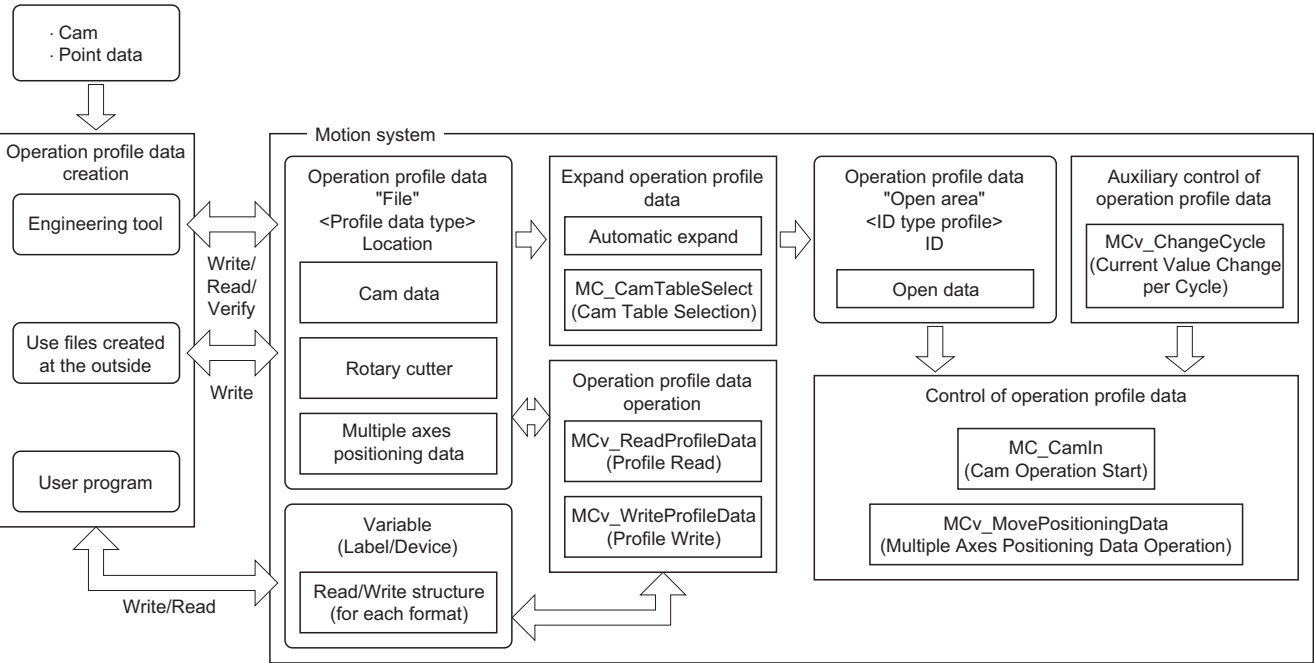 · Cam
· Point data
Operation profile data
creation
Engineering tool
Use files created
at the outside
User program
Write/
Read/
Verify
Write
Write/Read
Motion system
Operation profile data
"File"
<Profile data type>
Location
Cam data
Rotary cutter
Multiple axes
positioning data
Variable
(Label/Device)
Read/Write structure
(for each format)
Expand operation profile
data
Automatic expand
MC_CamTableSelect
(Cam Table Selection)
Operation profile data
operation
MCv_ReadProfileData
(Profile Read)
MCv_WriteProfileData
(Profile Write)
Operation profile data
"Open area"
<ID type profile>
ID
Open data
Auxiliary control of
operation profile data
MCv_ChangeCycle
(Current Value Change
per Cycle)
Control of operation profile data
MC_CamIn
(Cam Operation Start)
MCv_MovePositioningData
(Multiple Axes Positioning Data Operation)